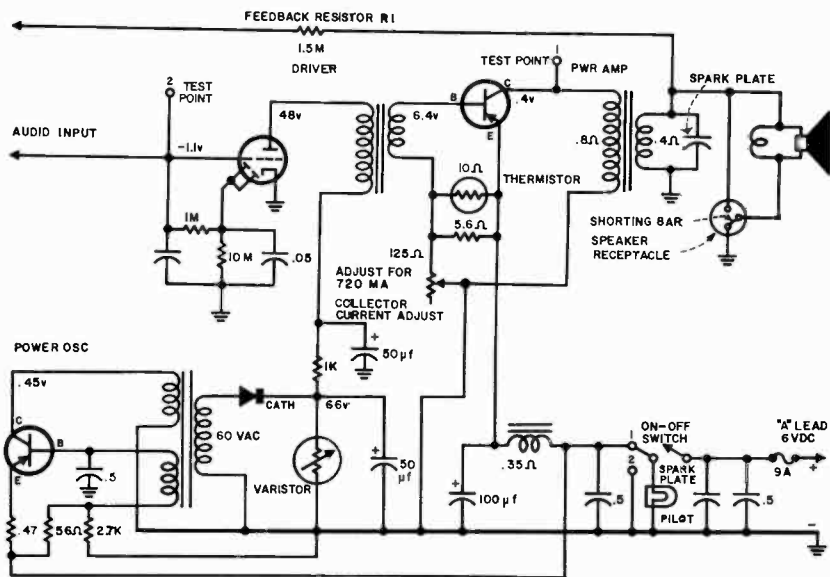 FEEDBACK RESISTOR R1
1.5M
DRIVER
2
TEST
POINT
48v
B
6.4v
C
.4v
E
1
TEST POINT
PWR AMP
SPARK PLATE
.8Ω
.4Ω
AUDIO INPUT
-1.1v
10Ω
THERMISTOR
5.6Ω
125Ω
1M
10M
.05
ADJUST FOR
720 MA
COLLECTOR
CURRENT ADJUST
SHORTING BAR
SPEAKER
RECEPTACLE
+
50µf
1K
POWER OSC
.45v
C
B
E
.5
60 VAC
CATH
66v
VARISTOR
+
50
µf
.47
56Ω
2.7K
+
100µf
.35Ω
.5
1
2
ON-OFF
SWITCH
SPARK
PLATE
PILOT
.5
"A" LEAD
6VDC
9A
+
-